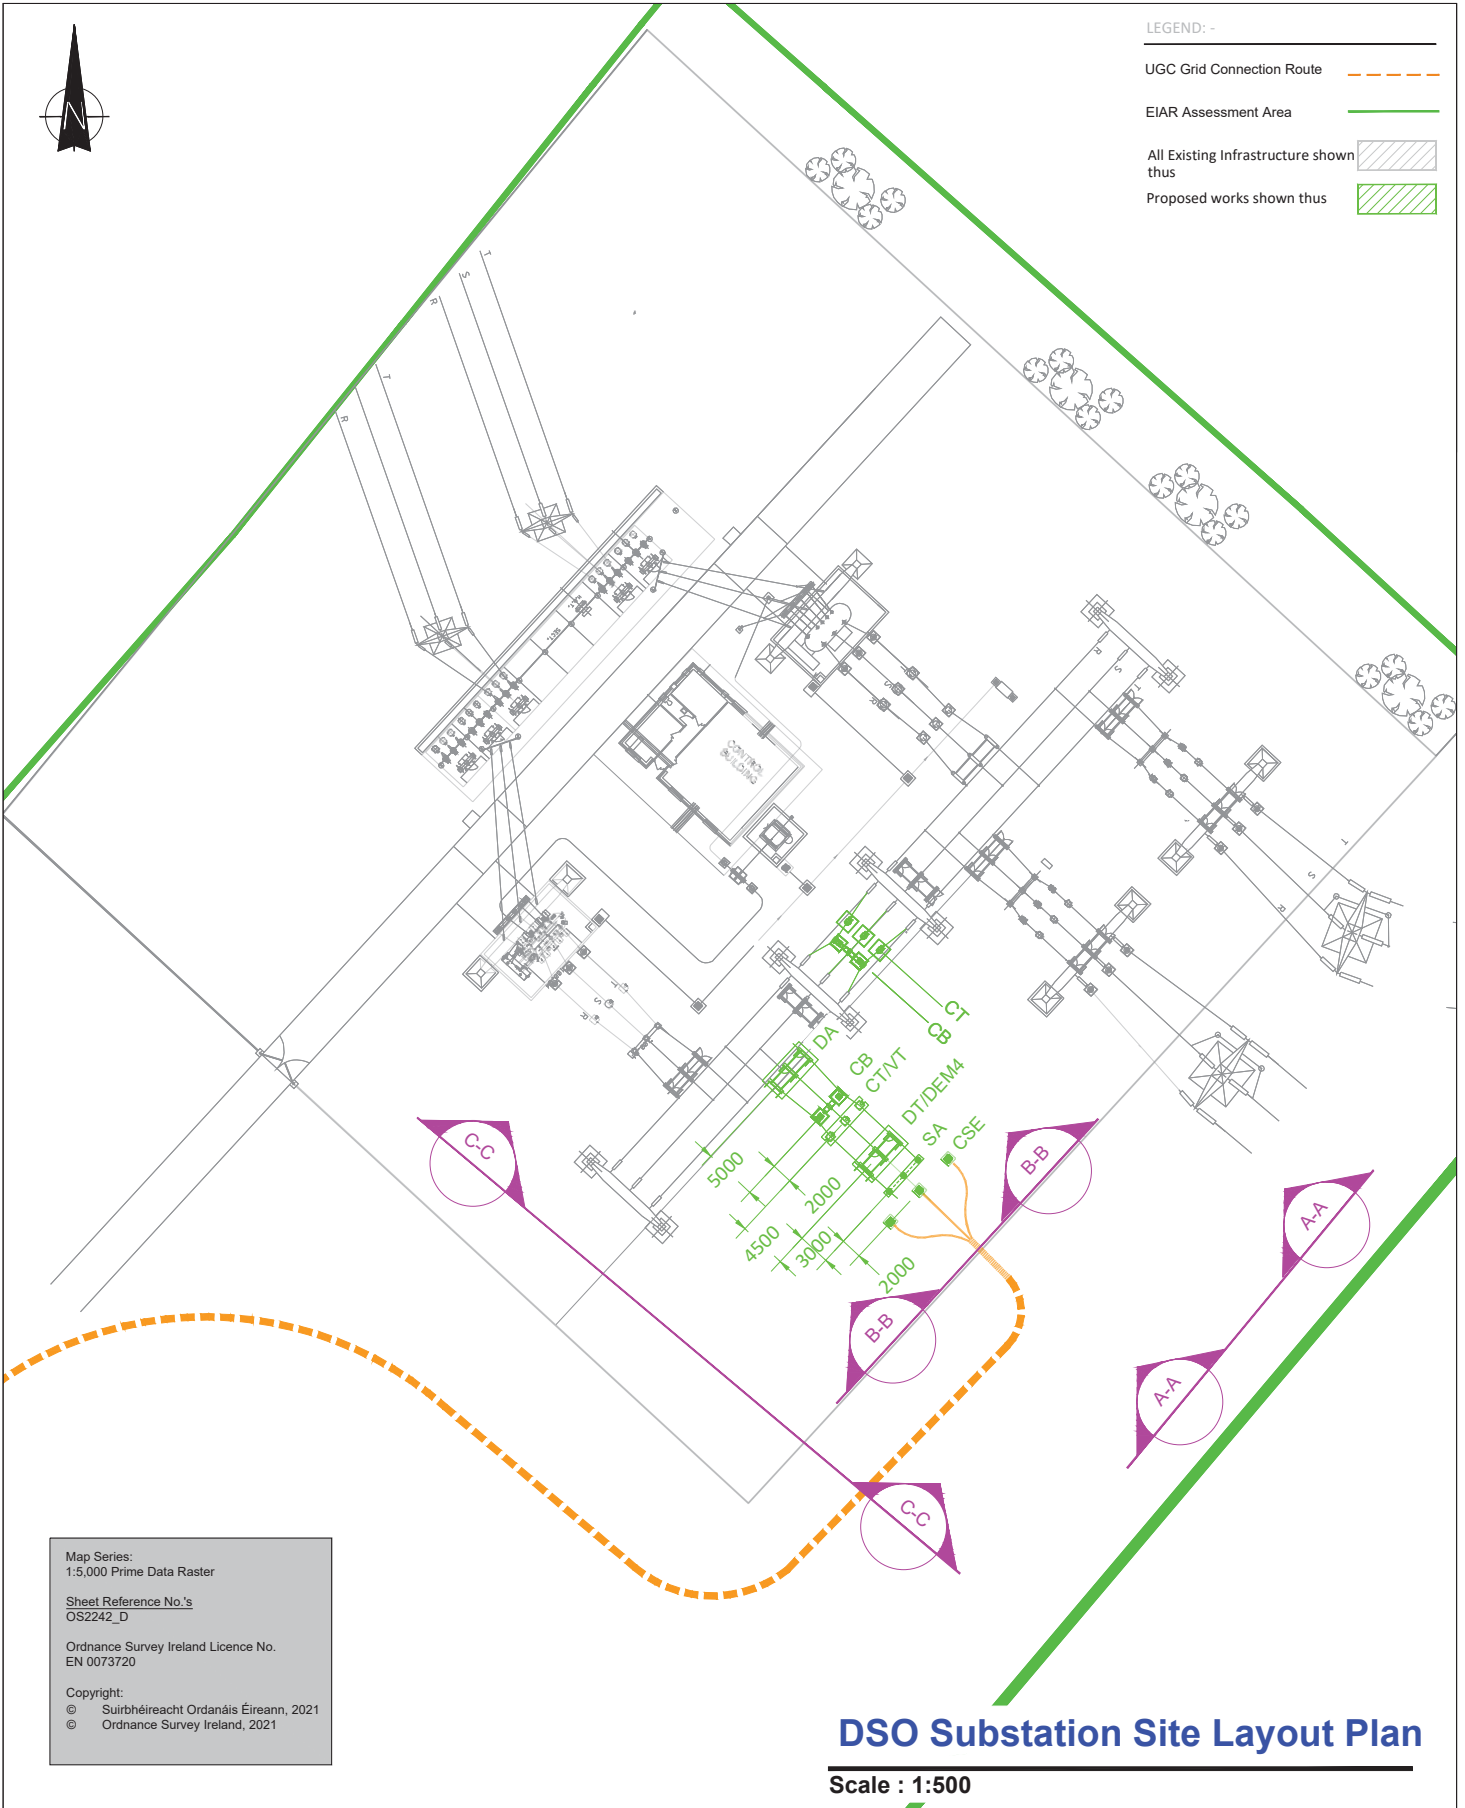 LEGEND: -
UGC Grid Connection Route
EIAR Assessment Area
All Existing Infrastructure shown
thus
Proposed works shown thus
N
T
S
R
T
R
SECT.
CONTROL
BUILDING
S
R
R
S
T
T
S
R
T
S
R
CT
CB
DA
CB
CT/VT
DT/DEM4
SA
CSE
5000
2000
4500
3000
2000
C-C
B-B
A-A
B-B
A-A
C-C
Map Series:
1:5,000 Prime Data Raster
Sheet Reference No.'s
OS2242_D
Ordnance Survey Ireland Licence No.
EN 0073720
Copyright:
© Suirbhéireacht Ordanáis Éireann, 2021
© Ordnance Survey Ireland, 2021
DSO Substation Site Layout Plan
Scale : 1:500